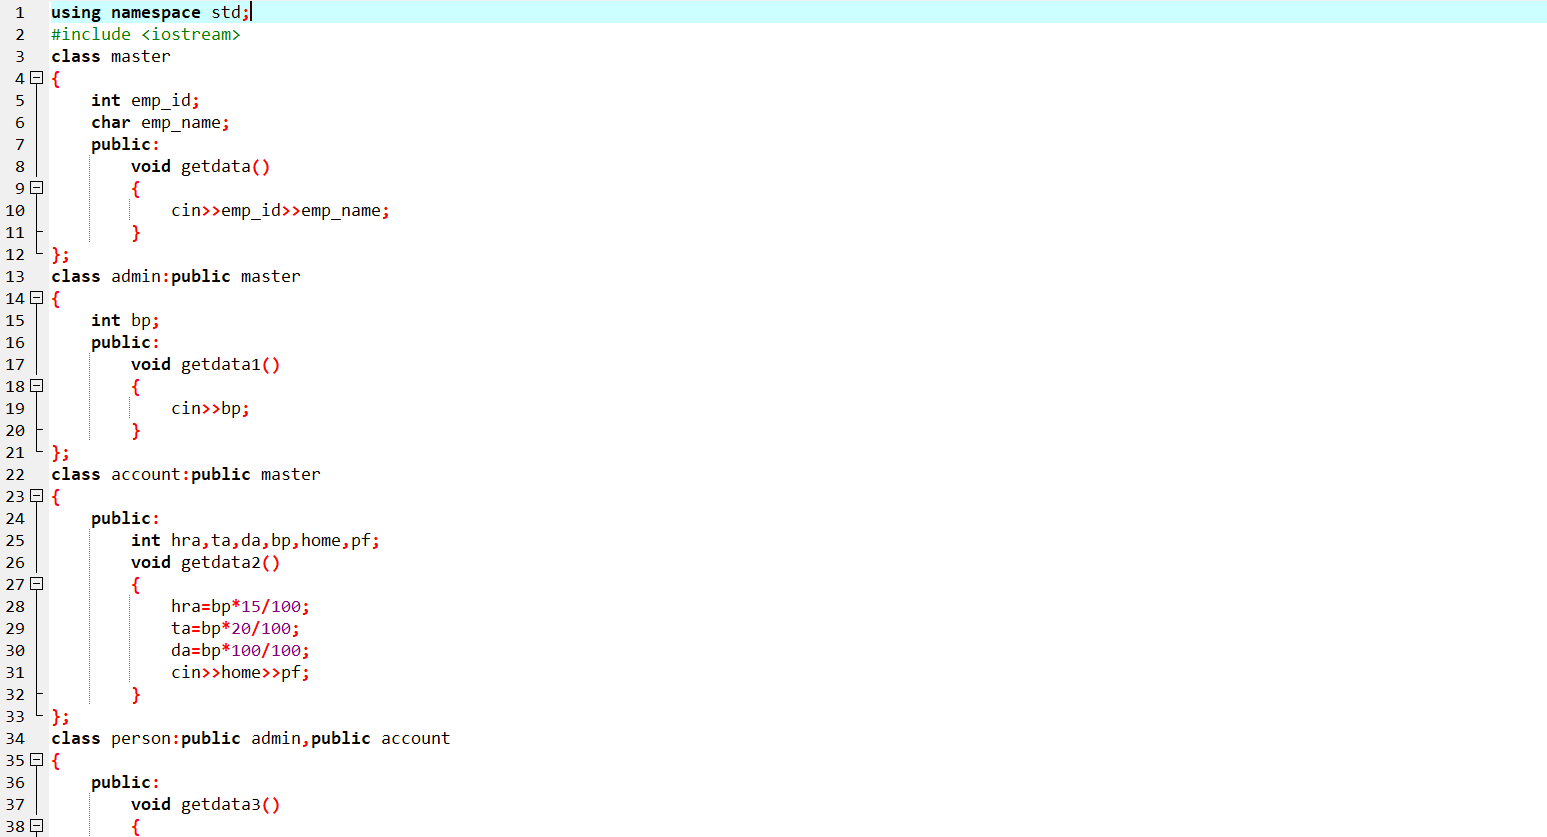 1 using namespace std;
2 #include <iostream>
3 class master
4 {
5 int emp_id;
6 char emp_name;
7 public:
8 void getdata()
9 {
10 cin>>emp_id>>emp_name;
11 }
12 };
13 class admin:public master
14 {
15 int bp;
16 public:
17 void getdata1()
18 {
19 cin>>bp;
20 }
21 };
22 class account:public master
23 {
24 public:
25 int hra,ta,da,bp,home,pf;
26 void getdata2()
27 {
28 hra=bp*15/100;
29 ta=bp*20/100;
30 da=bp*100/100;
31 cin>>home>>pf;
32 }
33 };
34 class person:public admin,public account
35 {
36 public:
37 void getdata3()
38 {